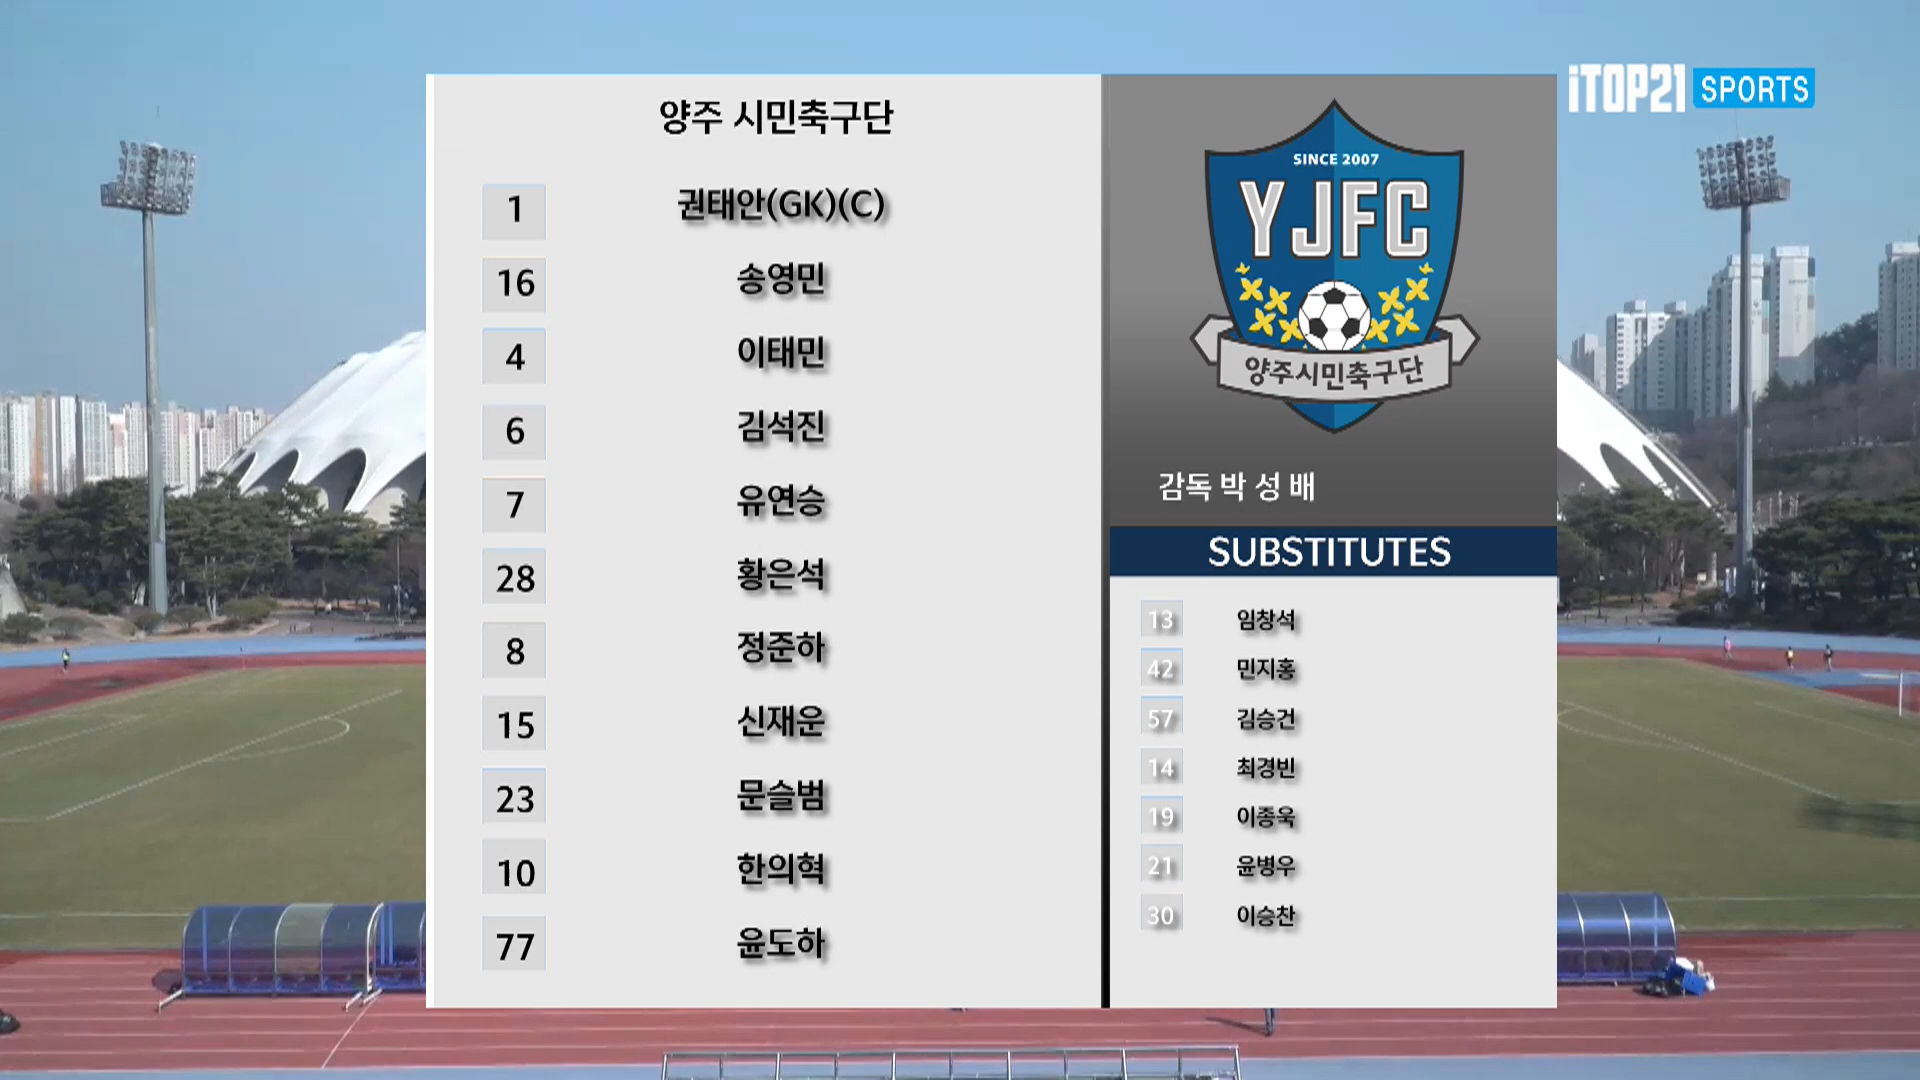 양주 시민축구단
1 권태안(GK)(C)
16 송영민
4 이태민
6 김석진
7 유연승
28 황은석
8 정준하
15 신재운
23 문슬범
10 한의혁
77 윤도하
SINCE 2007
YJFC
양주시민축구단
감독 박 성 배
SUBSTITUTES
13 임창석
42 민지홍
57 김승건
14 최경빈
19 이종욱
21 윤병우
30 이승찬
iTOP21 SPORTS